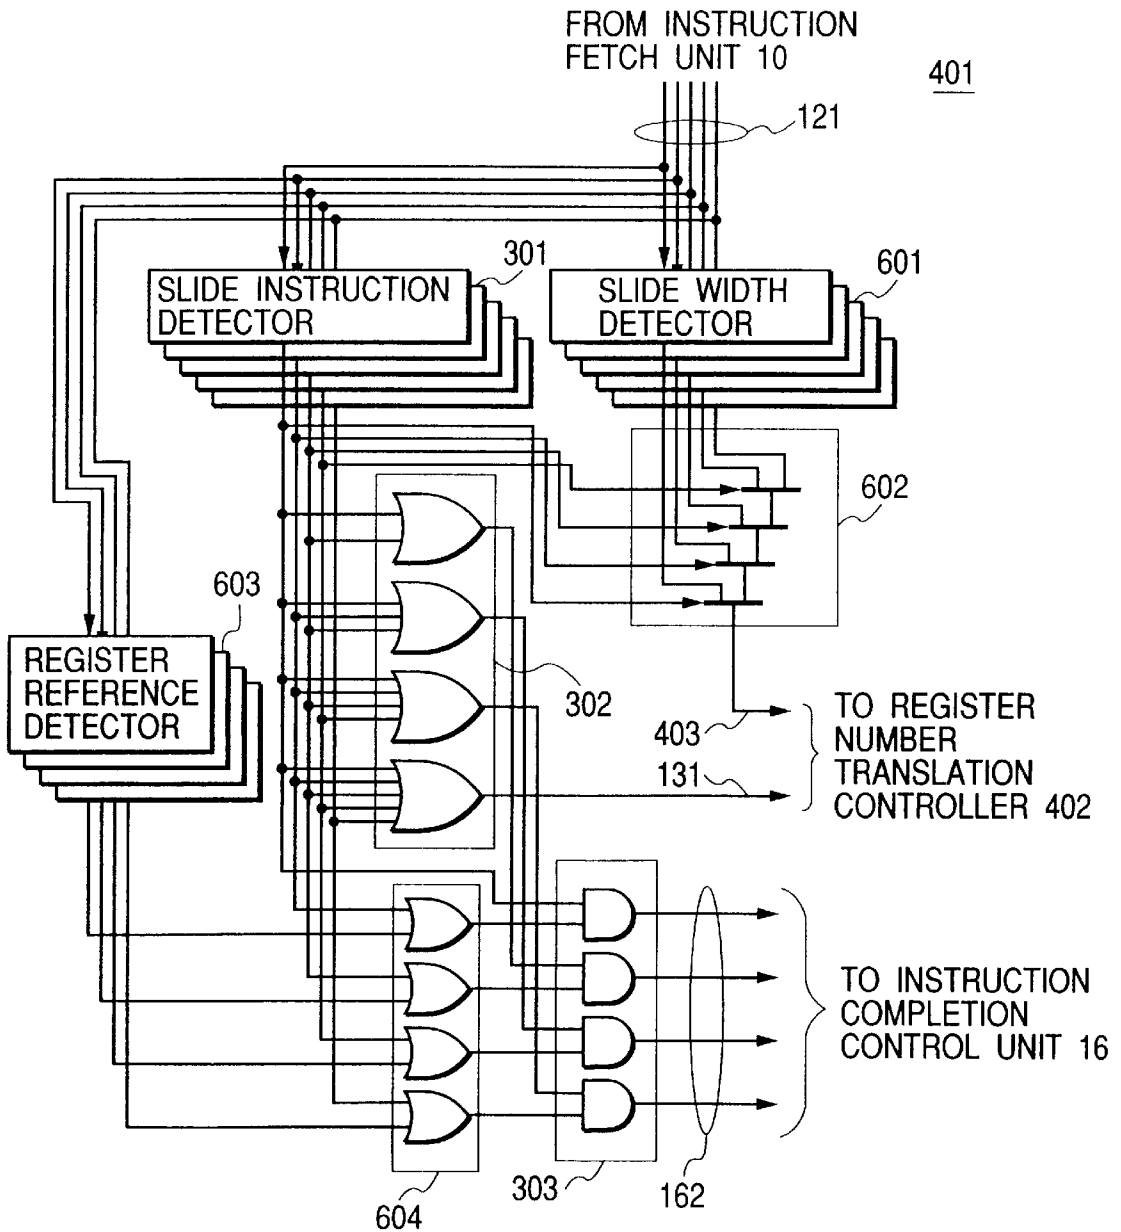 FROM INSTRUCTION
FETCH UNIT 10
401
121
301
601
SLIDE INSTRUCTION
DETECTOR
SLIDE WIDTH
DETECTOR
602
603
REGISTER
REFERENCE
DETECTOR
302
403
131
TO REGISTER
NUMBER
TRANSLATION
CONTROLLER 402
TO INSTRUCTION
COMPLETION
CONTROL UNIT 16
604
303
162